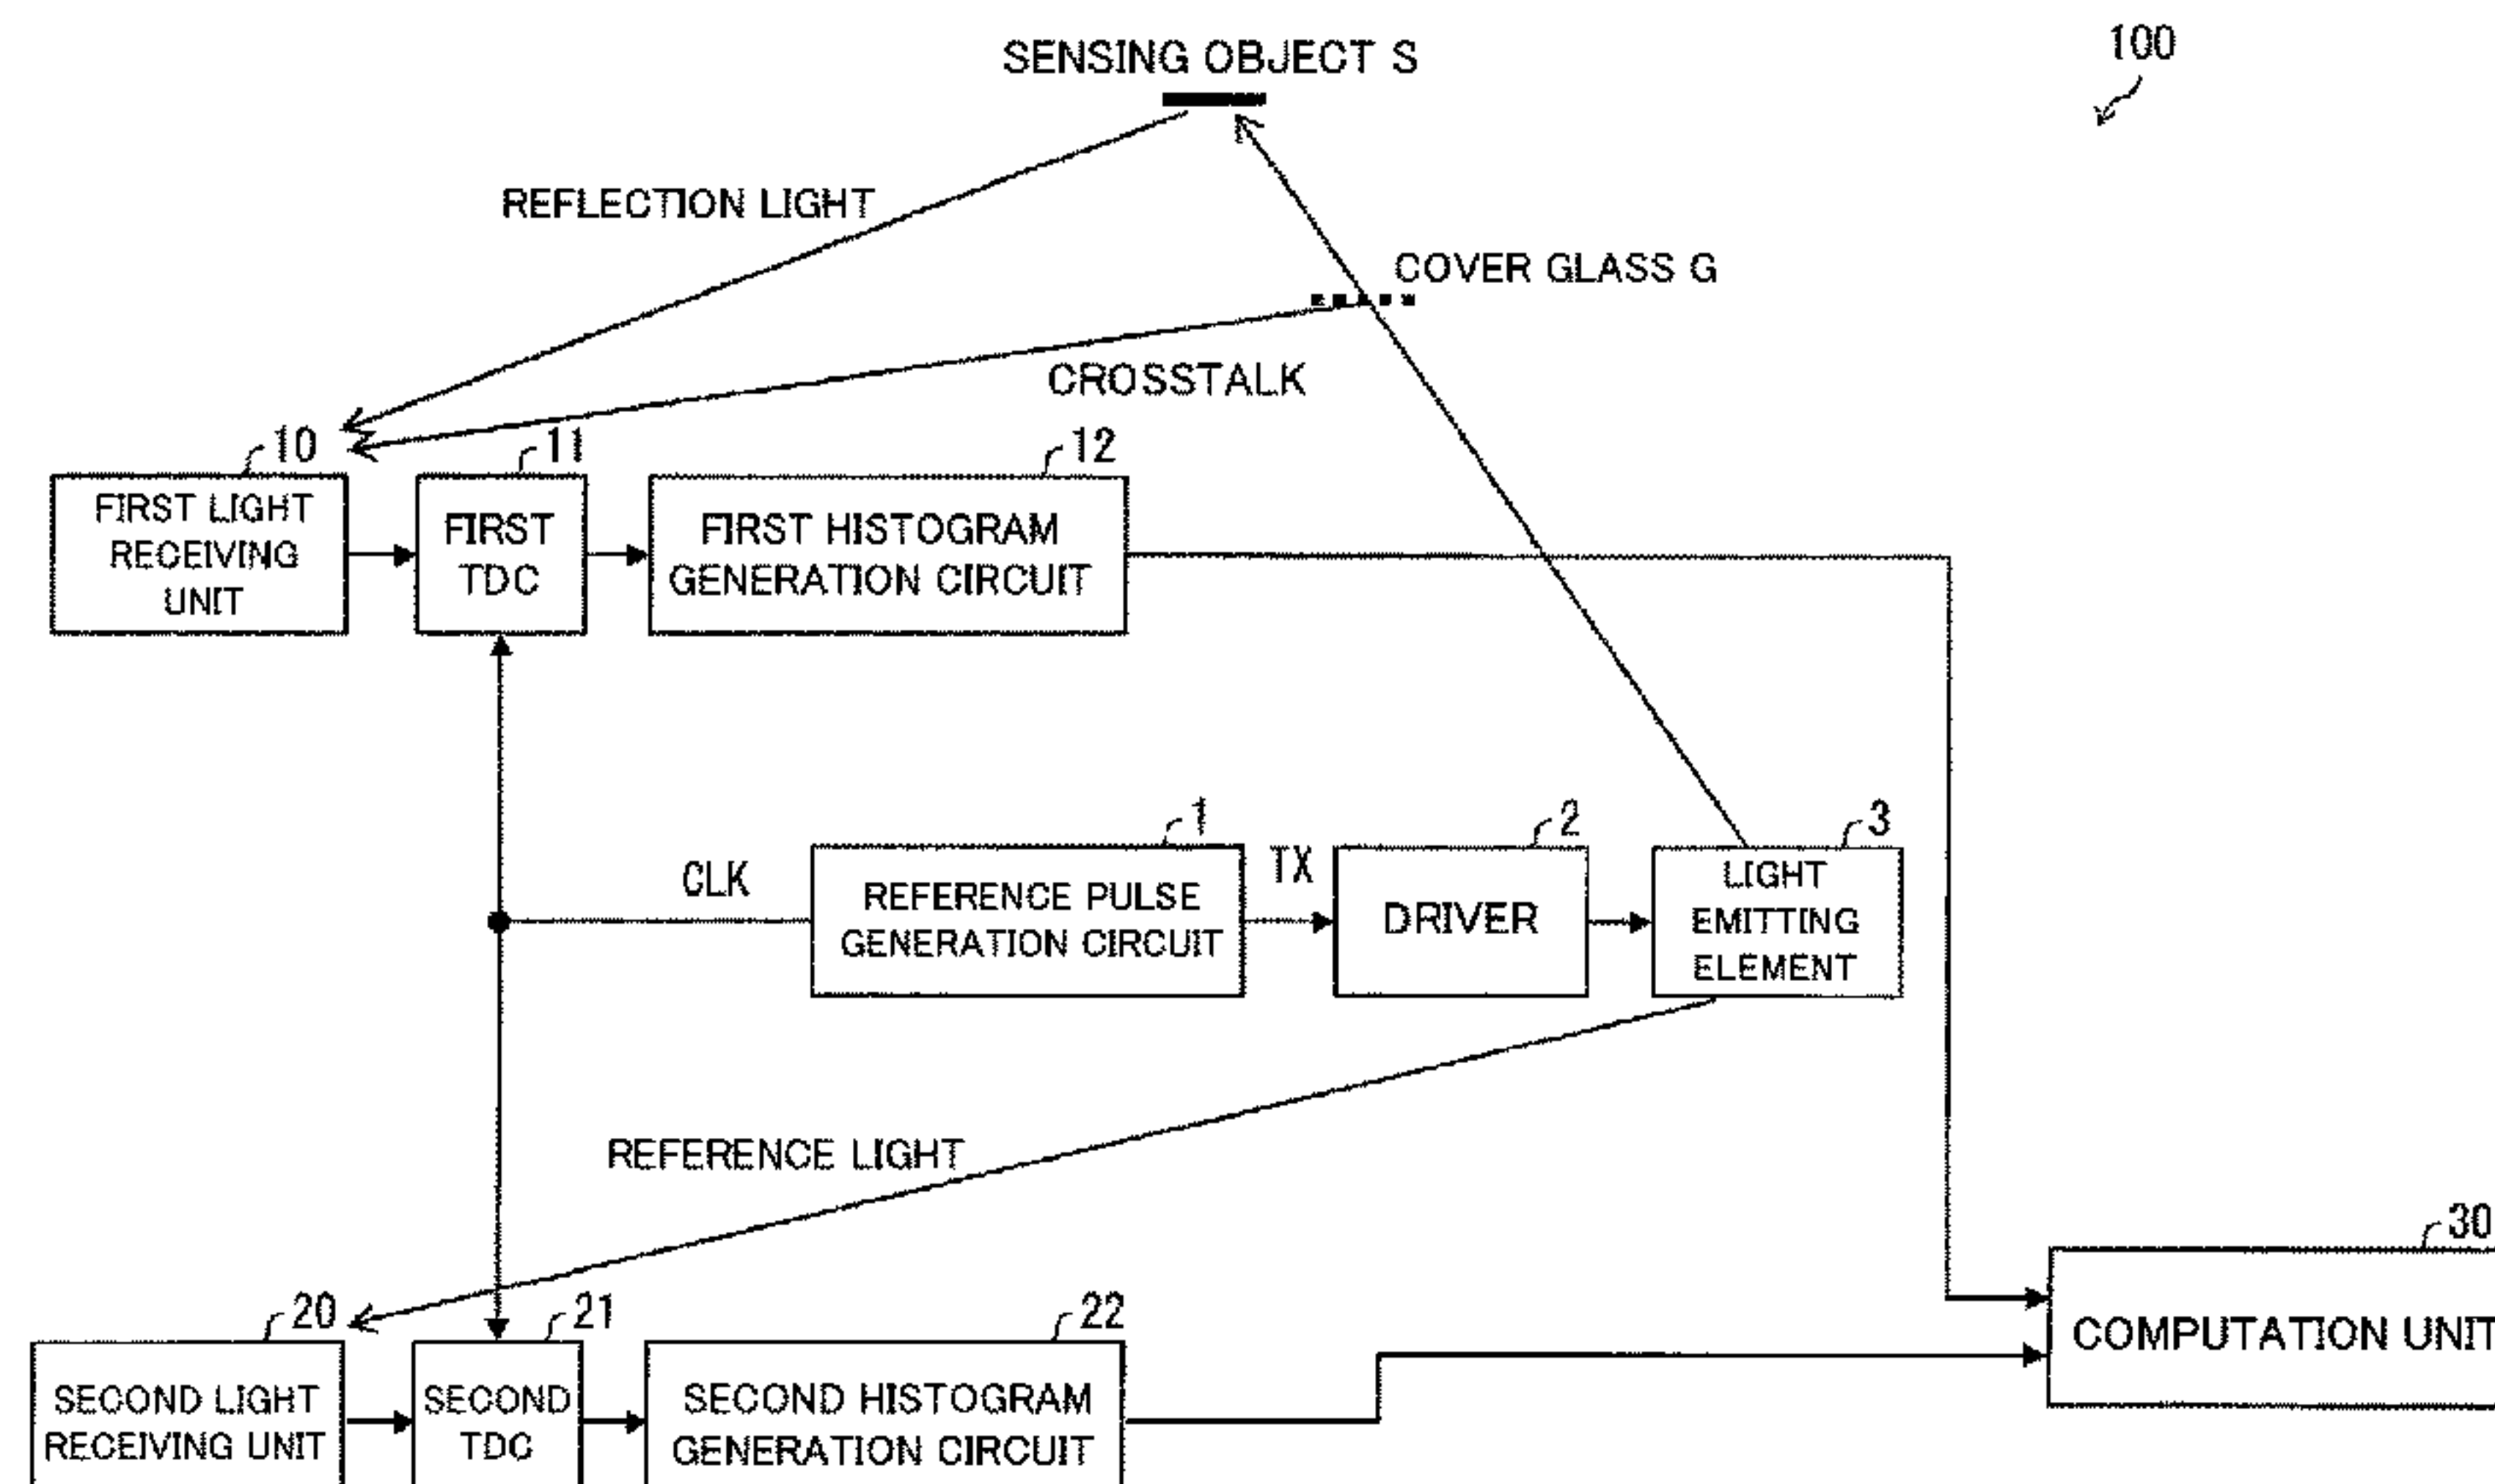 SENSING OBJECT S
100
REFLECTION LIGHT
COVER GLASS G
CROSSTALK
10
11
12
FIRST LIGHT
RECEIVING
UNIT
FIRST
TDC
FIRST HISTOGRAM
GENERATION CIRCUIT
1
2
3
CLK
REFERENCE PULSE
GENERATION CIRCUIT
TX
DRIVER
LIGHT
EMITTING
ELEMENT
REFERENCE LIGHT
30
COMPUTATION UNIT
20
21
22
SECOND LIGHT
RECEIVING UNIT
SECOND
TDC
SECOND HISTOGRAM
GENERATION CIRCUIT